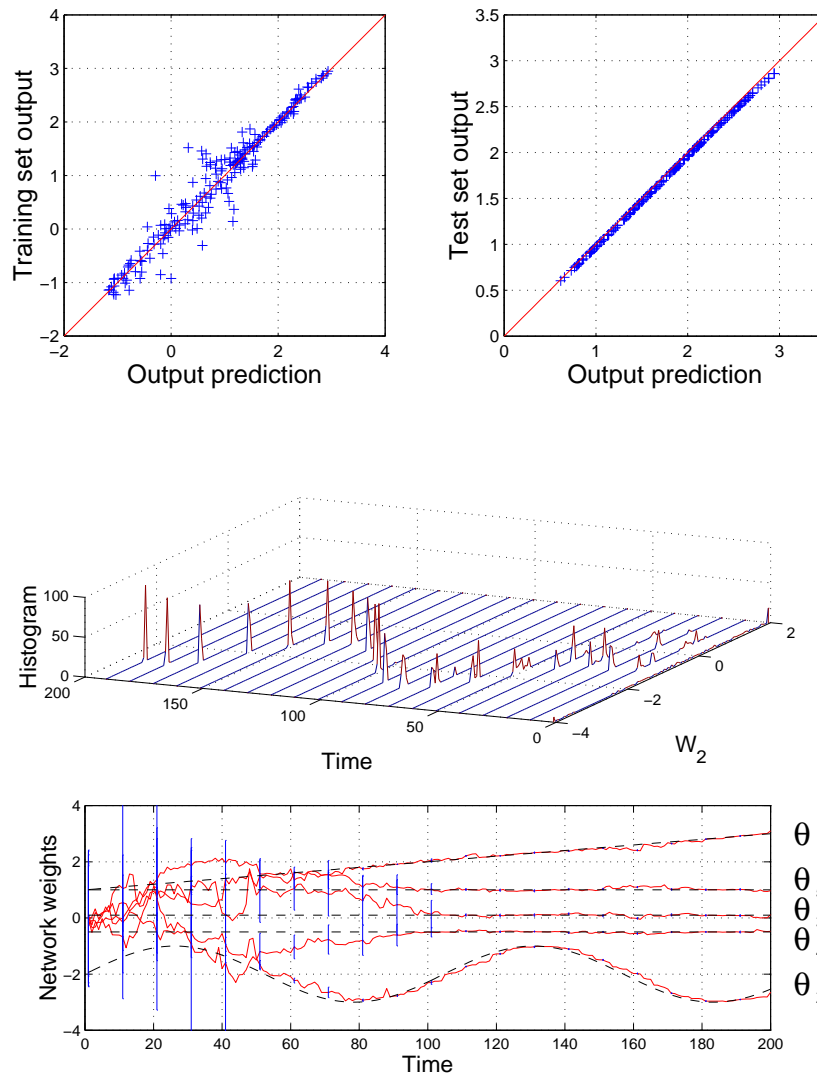 4
3
2
1
0
−1
−2
−2 0 2 4
Training set output
Output prediction
3.5
3
2.5
2
1.5
1
0.5
0
0 1 2 3
Test set output
Output prediction
100
50
0
Histogram
200 150 100 50 0
Time
−4 −2 0 2
W2
4
2
0
−2
−4
Network weights
0 20 40 60 80 100 120 140 160 180 200
Time
θ
θ
θ
θ
θ